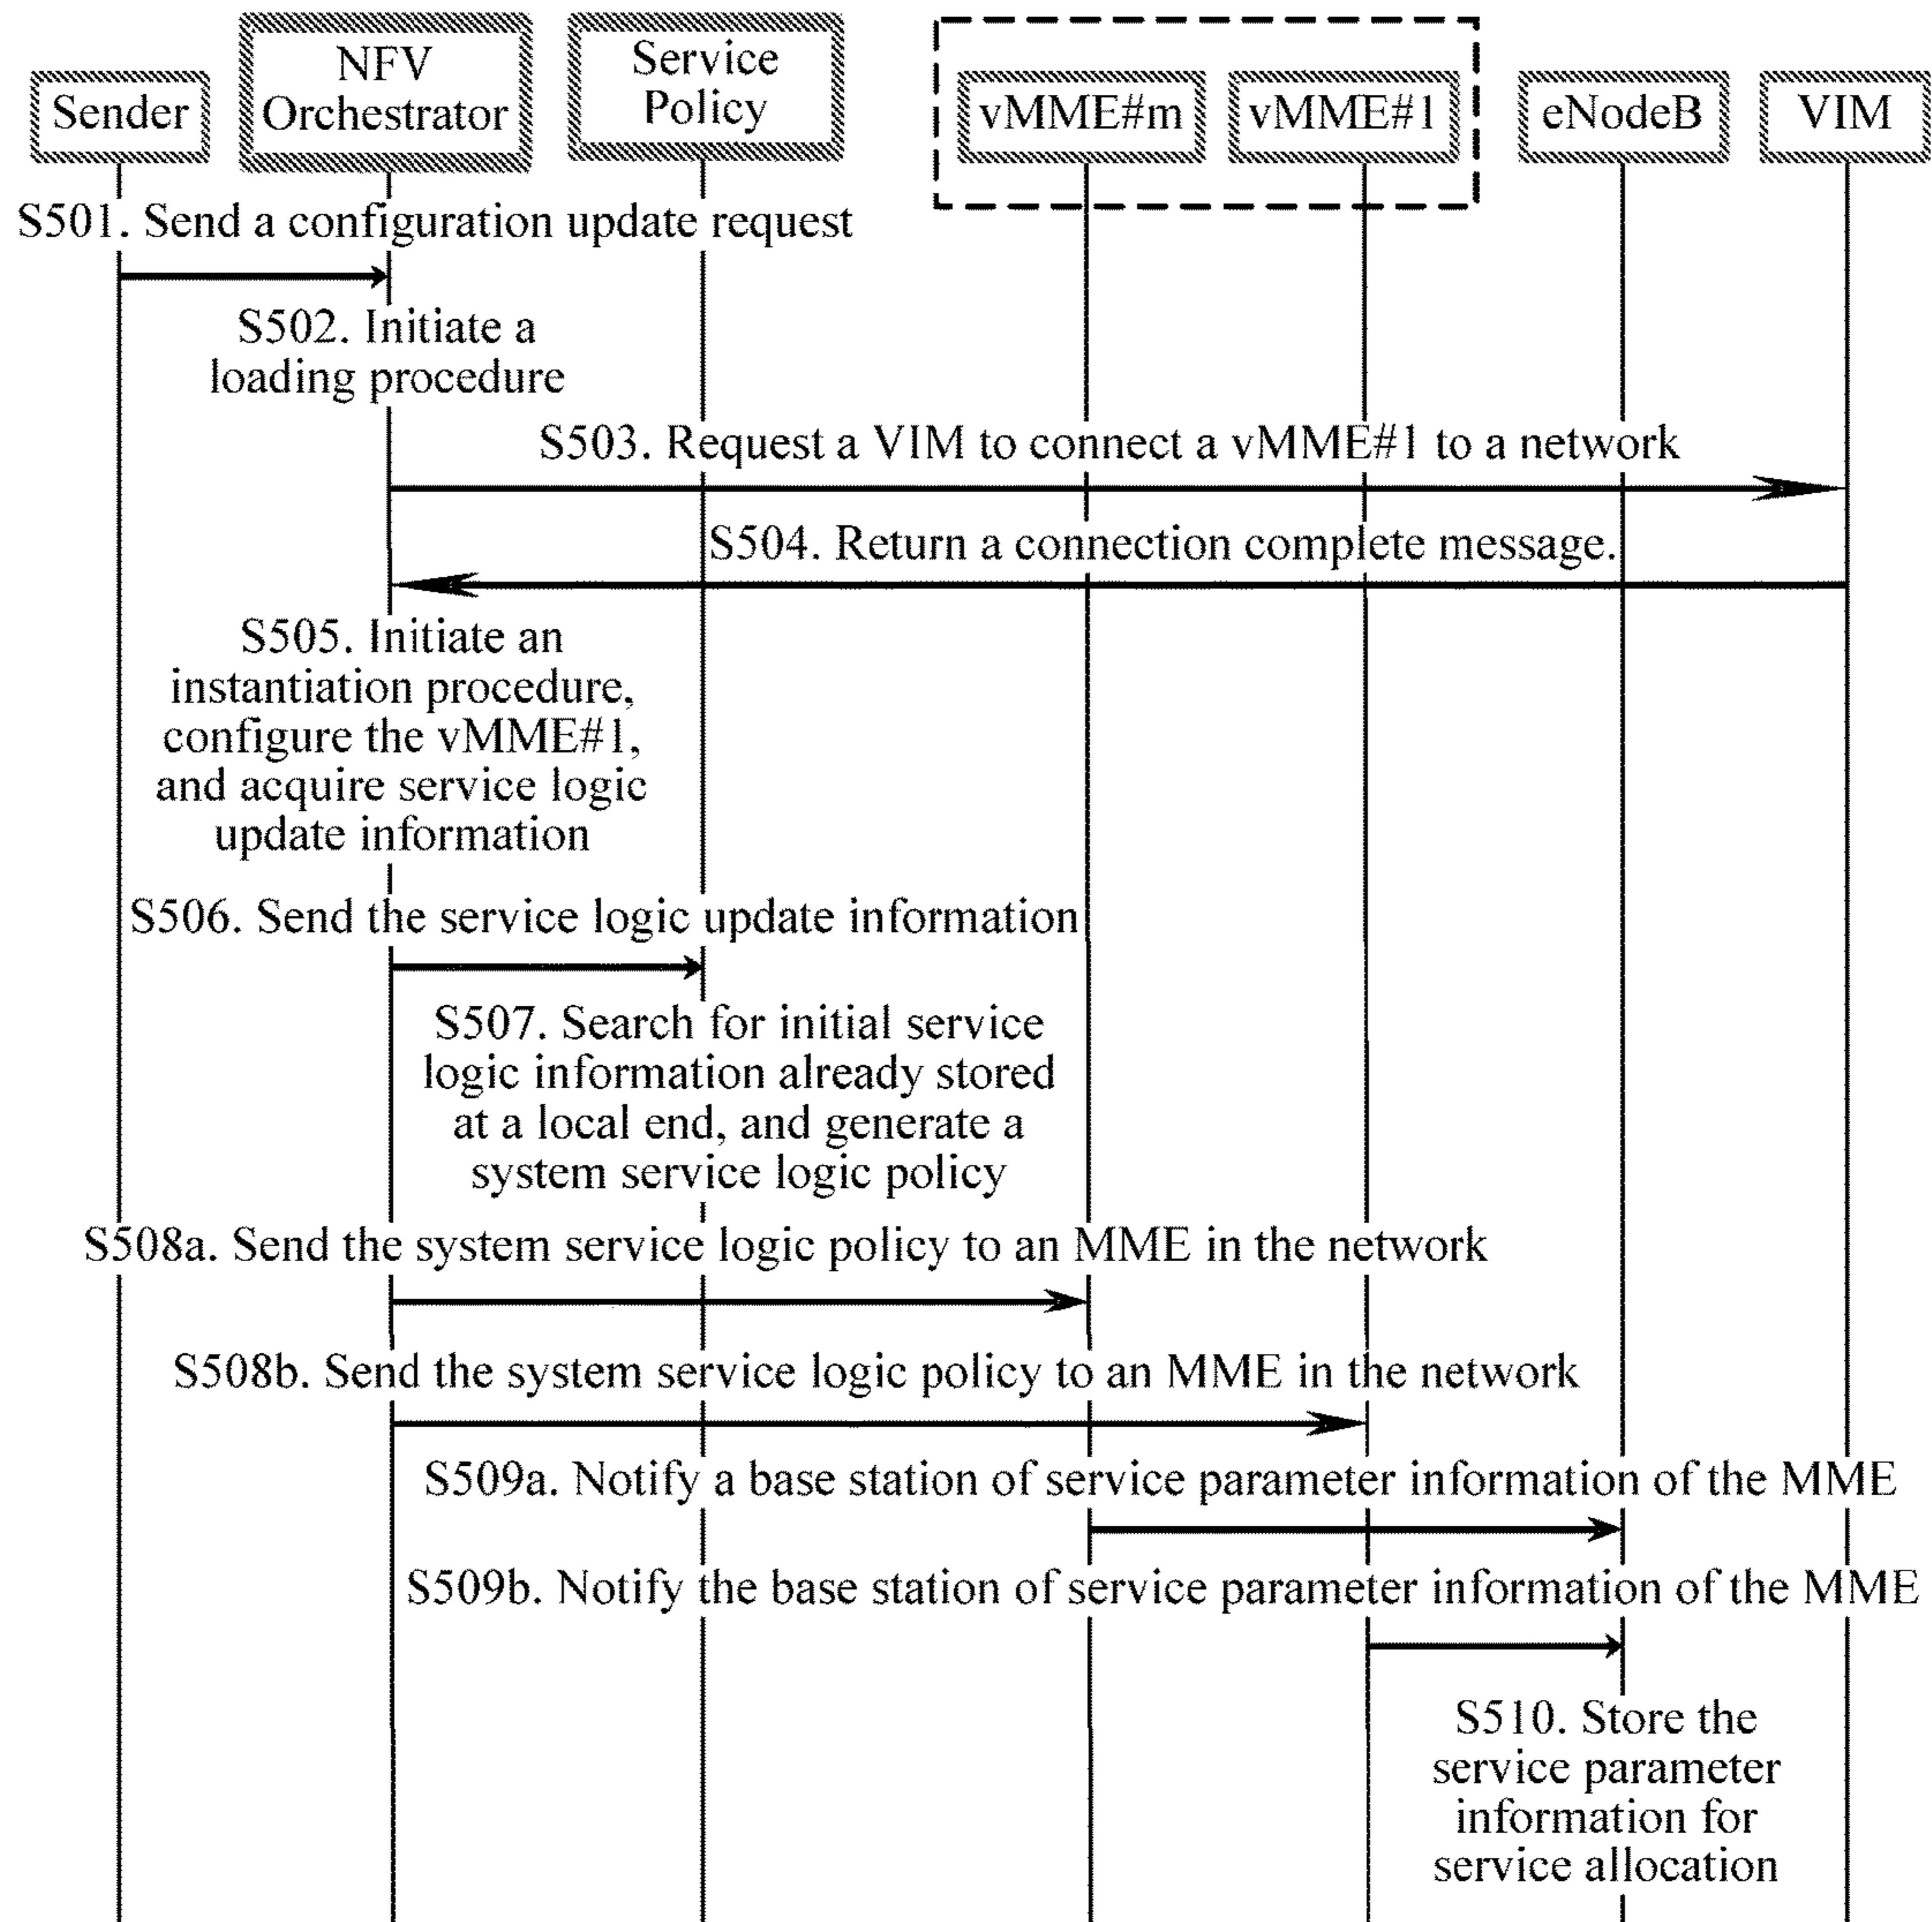 Sender
NFV
Orchestrator
Service
Policy
vMME#m
vMME#1
eNodeB
VIM
S501. Send a configuration update request
S502. Initiate a
loading procedure
S503. Request a VIM to connect a vMME#1 to a network
S504. Return a connection complete message.
S505. Initiate an
instantiation procedure,
configure the vMME#1,
and acquire service logic
update information
S506. Send the service logic update information
S507. Search for initial service
logic information already stored
at a local end, and generate a
system service logic policy
S508a. Send the system service logic policy to an MME in the network
S508b. Send the system service logic policy to an MME in the network
S509a. Notify a base station of service parameter information of the MME
S509b. Notify the base station of service parameter information of the MME
S510. Store the
service parameter
information for
service allocation